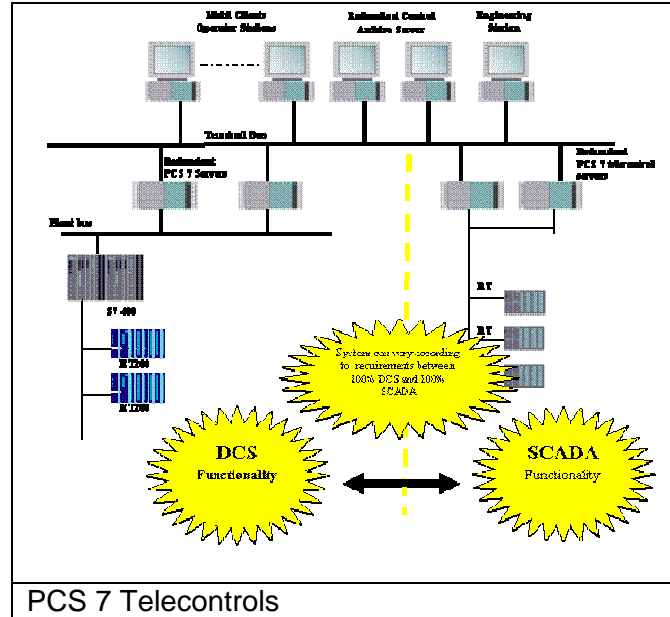 Multi Clients
Operator Stations
Redundant Central
Archive Server
Engineering
Station
Terminal Bus
Redundant
PCS 7 Servers
Redundant
PCS 7 telecontrol
servers
Plant bus
S7 400
ET200
ET200
RT
RT
System can vary according
to requirements between
100% DCS and 100%
SCADA
DCS
Functionality
SCADA
Functionality
PCS 7 Telecontrols